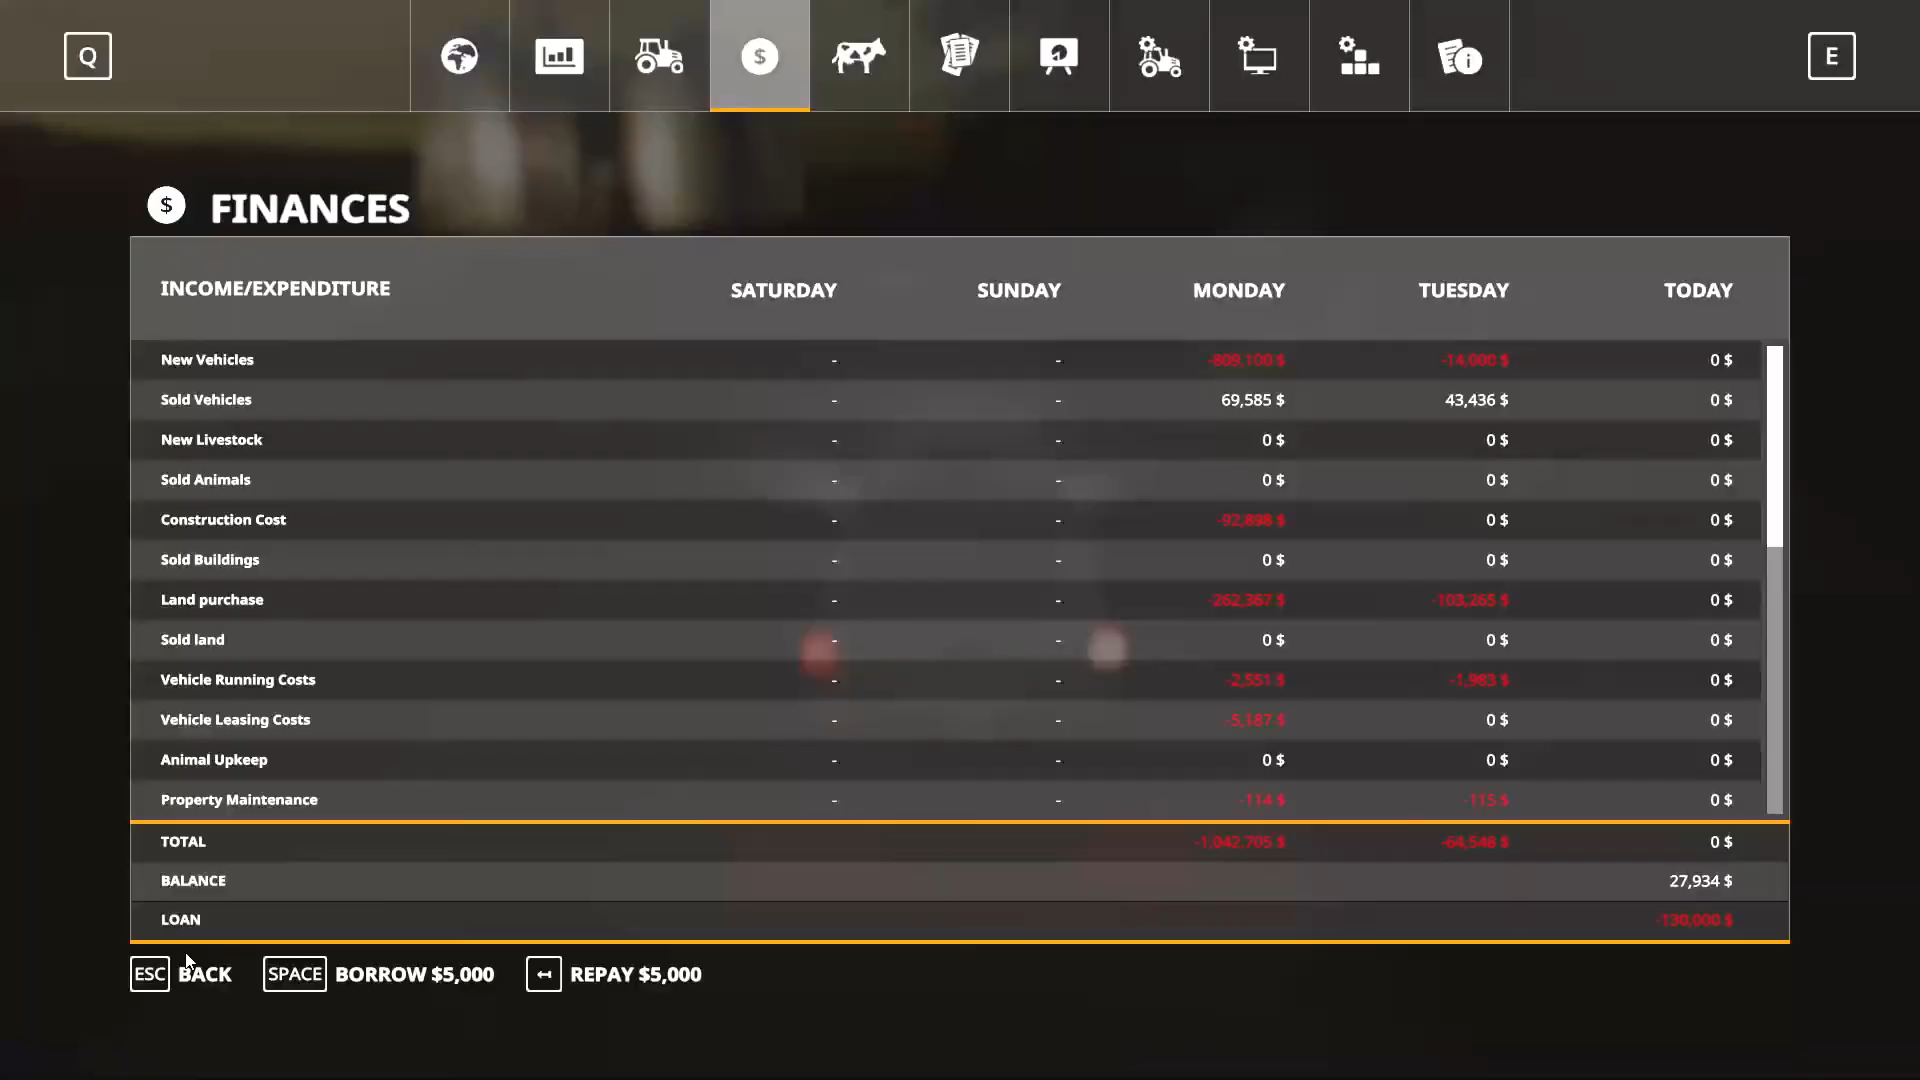 Q
$
E
$ FINANCES
INCOME/EXPENDITURE SATURDAY SUNDAY MONDAY TUESDAY TODAY
New Vehicles - - -809,100 $ -14,000 $ 0 $
Sold Vehicles - - 69,585 $ 43,436 $ 0 $
New Livestock - - 0 $ 0 $ 0 $
Sold Animals - - 0 $ 0 $ 0 $
Construction Cost - - -92,898 $ 0 $ 0 $
Sold Buildings - - 0 $ 0 $ 0 $
Land purchase - - -262,367 $ -103,265 $ 0 $
Sold land - - 0 $ 0 $ 0 $
Vehicle Running Costs - - -2,551 $ -1,983 $ 0 $
Vehicle Leasing Costs - - -5,187 $ 0 $ 0 $
Animal Upkeep - - 0 $ 0 $ 0 $
Property Maintenance - - -114 $ -115 $ 0 $
TOTAL -1,042,705 $ -64,548 $ 0 $
BALANCE 27,934 $
LOAN -130,000 $
ESC BACK SPACE BORROW $5,000 ↔ REPAY $5,000